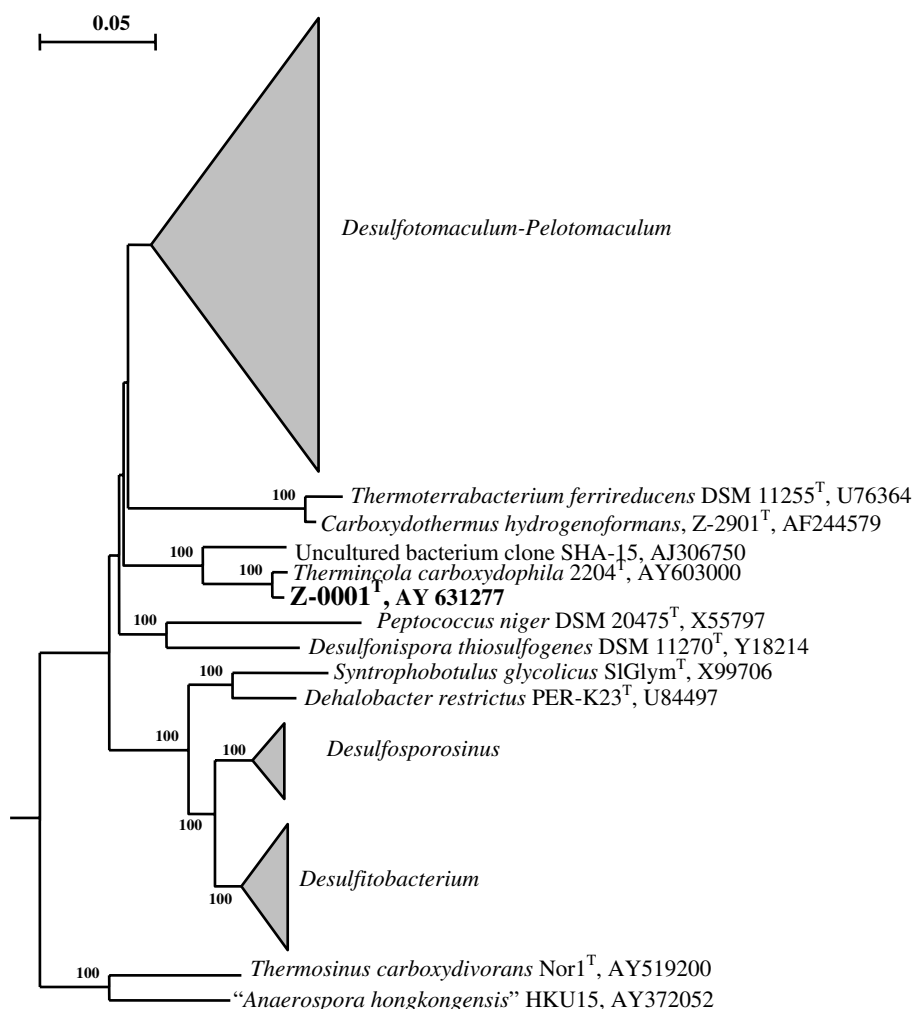 0.05
Desulfotomaculum-Pelotomaculum
100
Thermoterrabacterium ferrireducens DSM 11255T, U76364
Carboxydothermus hydrogenoformans, Z-2901T, AF244579
100
Uncultured bacterium clone SHA-15, AJ306750
100
Thermincola carboxydophila 2204T, AY603000
Z-0001T, AY 631277
Peptococcus niger DSM 20475T, X55797
Desulfonispora thiosulfogenes DSM 11270T, Y18214
100
Syntrophobotulus glycolicus SlGlymT, X99706
Dehalobacter restrictus PER-K23T, U84497
100
100
Desulfosporosinus
100
100
Desulfitobacterium
100
Thermosinus carboxydivorans Nor1T, AY519200
“Anaerospora hongkongensis” HKU15, AY372052